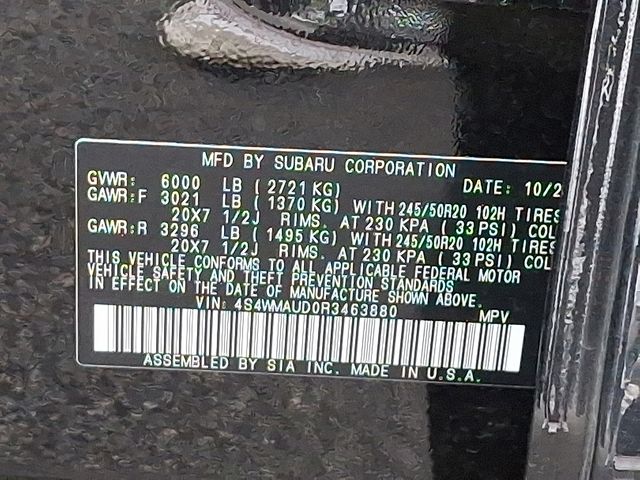 MFD BY SUBARU CORPORATION
GVWR: 6000 LB ( 2721 KG) DATE: 10/2
GAWR:F 3021 LB ( 1370 KG) WITH 245/50R20 102H TIRES
20X7 1/2J RIMS. AT 230 KPA ( 33 PSI) COL
GAWR:R 3296 LB ( 1495 KG) WITH 245/50R20 102H TIRES
20X7 1/2J RIMS. AT 230 KPA ( 33 PSI) COL
THIS VEHICLE CONFORMS TO ALL APPLICABLE FEDERAL MOTOR
VEHICLE SAFETY AND THEFT PREVENTION STANDARDS
IN EFFECT ON THE DATE OF MANUFACTURE SHOWN ABOVE.
VIN: 4S4WMAUD0R3463880 MPV
ASSEMBLED BY SIA INC. MADE IN U.S.A.